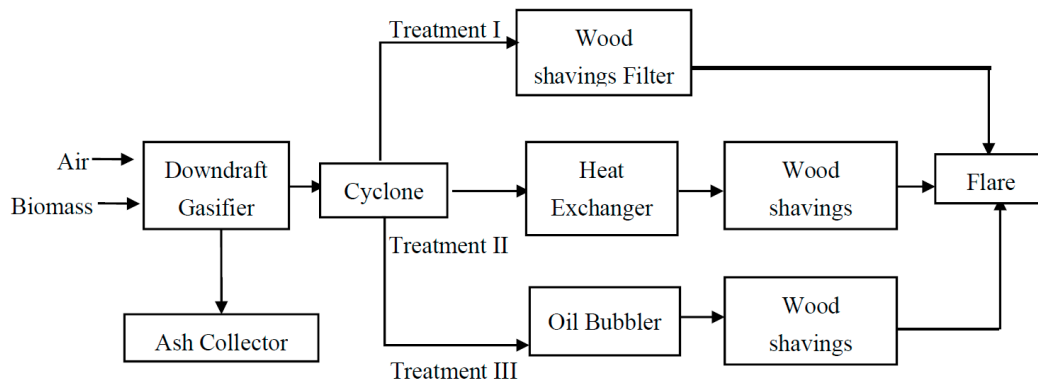 Treatment I
Wood
shavings Filter
Air
Biomass
Downdraft
Gasifier
Cyclone
Heat
Exchanger
Wood
shavings
Flare
Treatment II
Ash Collector
Oil Bubbler
Wood
shavings
Treatment III